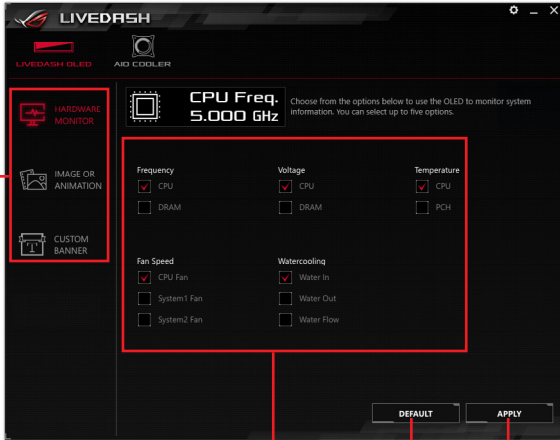 LIVEDASH
LIVEDASH OLED
AIO COOLER
HARDWARE
MONITOR
IMAGE OR
ANIMATION
CUSTOM
BANNER
CPU Freq.
5.000 GHz
Choose from the options below to use the OLED to monitor system
information. You can select up to five options.
Frequency
CPU
DRAM
Voltage
CPU
DRAM
Temperature
CPU
PCH
Fan Speed
CPU Fan
System1 Fan
System2 Fan
Watercooling
Water In
Water Out
Water Flow
DEFAULT
APPLY